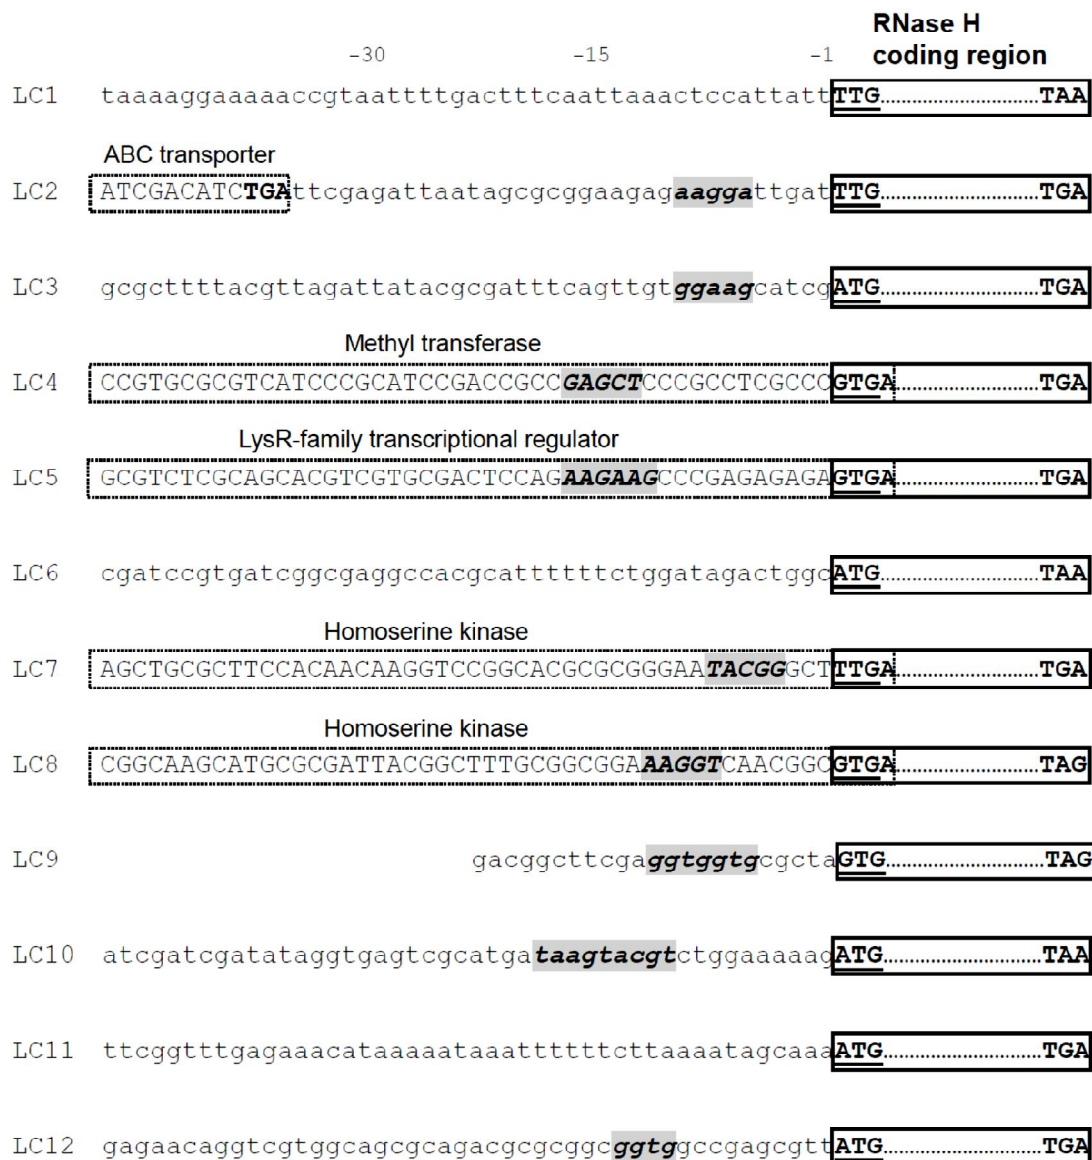 RNase H
-30 -15 -1 coding region
LC1 taaaaggaaaaaccgtaattttgactttcaattaaactccattattTTG..............................TAA
ABC transporter
LC2 ATCGACATCTGAttcgagattaatagcgcggaagagaaggattgatTTG..............................TGA
LC3 gcgcttttacgttagattatacgcgatttcagttgtggaagcatcgATG..............................TGA
Methyl transferase
LC4 CCGTGCGCGTCATCCCGCATCCGACCGCCGAGCTCCCGCCTCGCCCGTGA...........................TGA
LysR-family transcriptional regulator
LC5 GCGTCTCGCAGCACGTCGTGCGACTCCAGAAGAAGCCCGAGAGAGAGTGA...........................TGA
LC6 cgatccgtgatcggcgaggccacgcattttttctggatagactggcATG..............................TAA
Homoserine kinase
LC7 AGCTGCGCTTCCACAACAAGGTCCGGCACGCGCGGGAATACGGGCTTTGA...........................TGA
Homoserine kinase
LC8 CGGCAAGCATGCGCGATTACGGCTTTGCGGCGGAAAGGTCAACGGCGTGA...........................TAG
LC9 gacggcttcgaggtggtgcgctaGTG..............................TAG
LC10 atcgatcgatataggtgagtcgcatgataagtacgtctggaaaaagATG..............................TAA
LC11 ttcggtttgagaaacataaaaataaattttttcttaaaatagcaaaATG..............................TGA
LC12 gagaacaggtcgtggcagcgcagacgcgcggcggtggccgagcgttATG..............................TGA